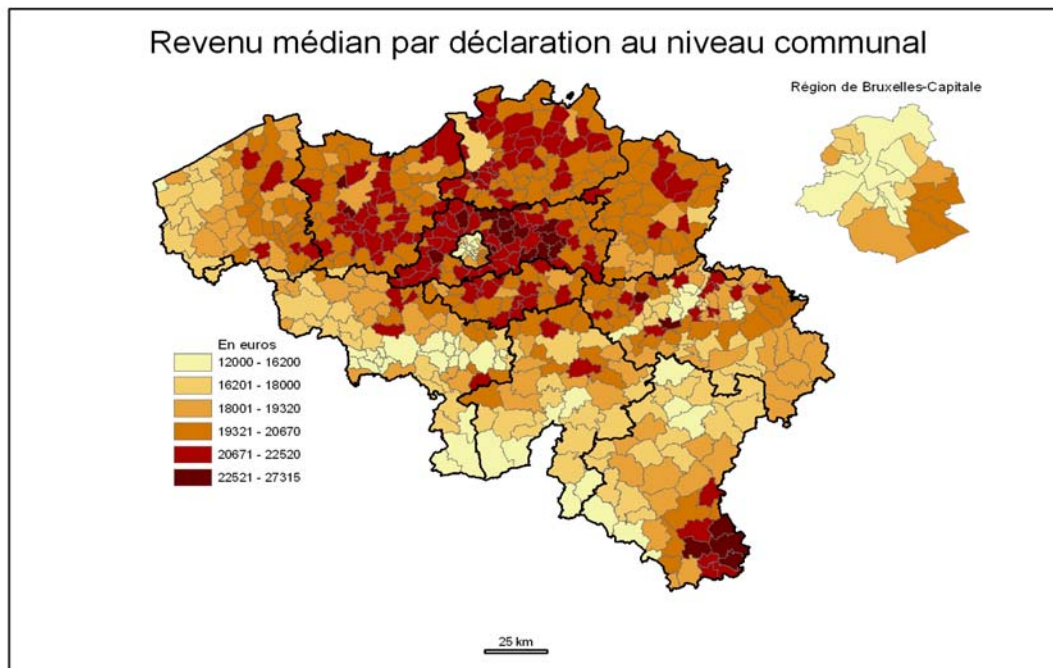 Revenu médian par déclaration au niveau communal
Région de Bruxelles-Capitale
En euros
12000 - 16200
16201 - 18000
18001 - 19320
19321 - 20670
20671 - 22520
22521 - 27315
25 km